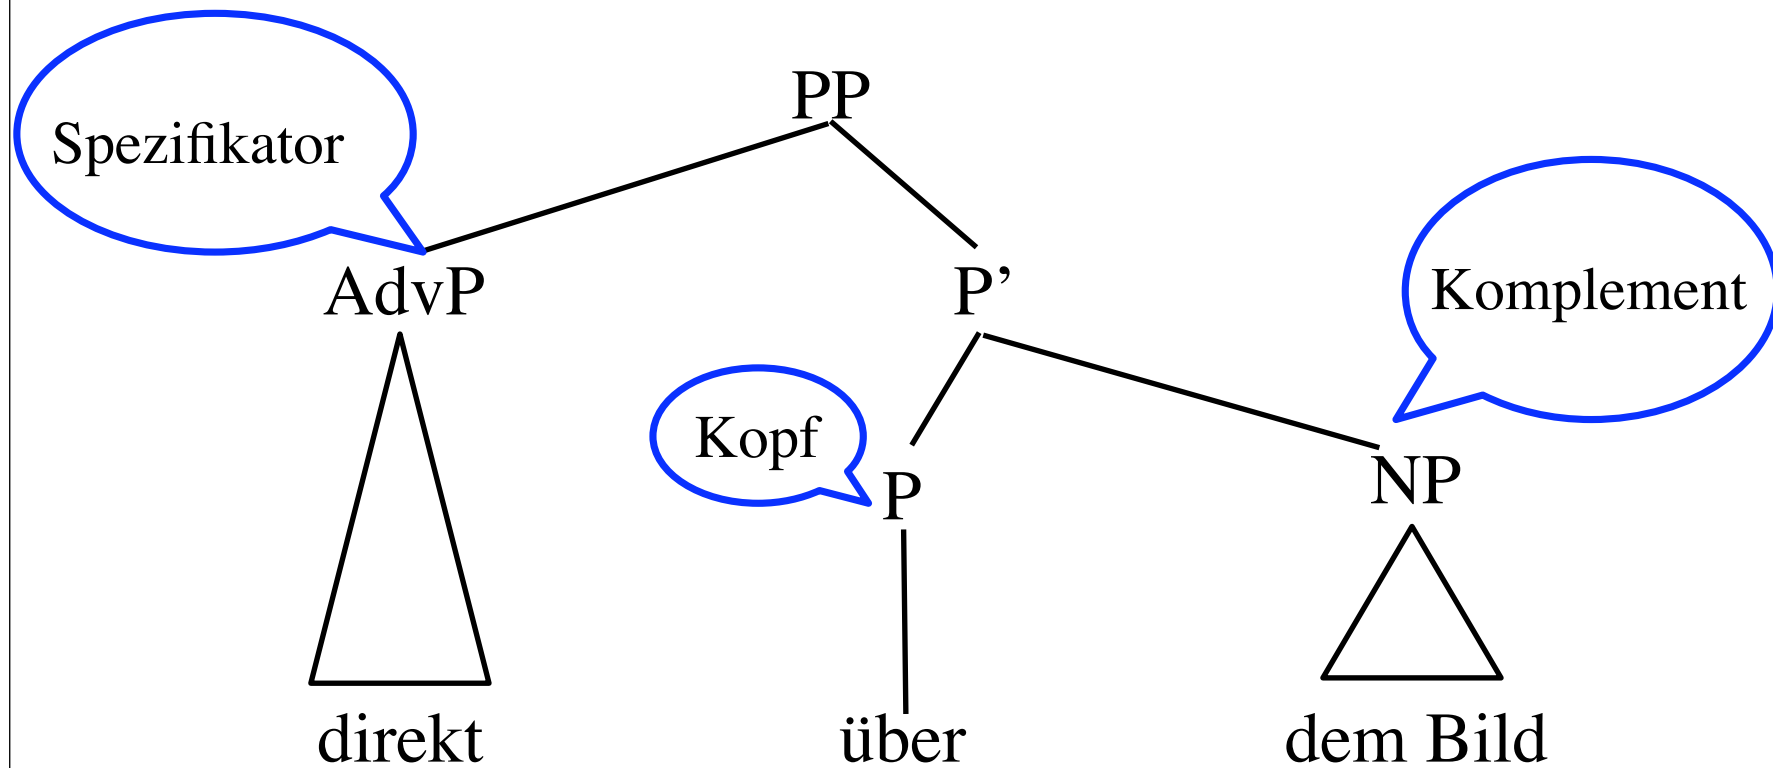 PP
Spezifikator
AdvP
P’
Komplement
Kopf
P
NP
direkt
über
dem Bild